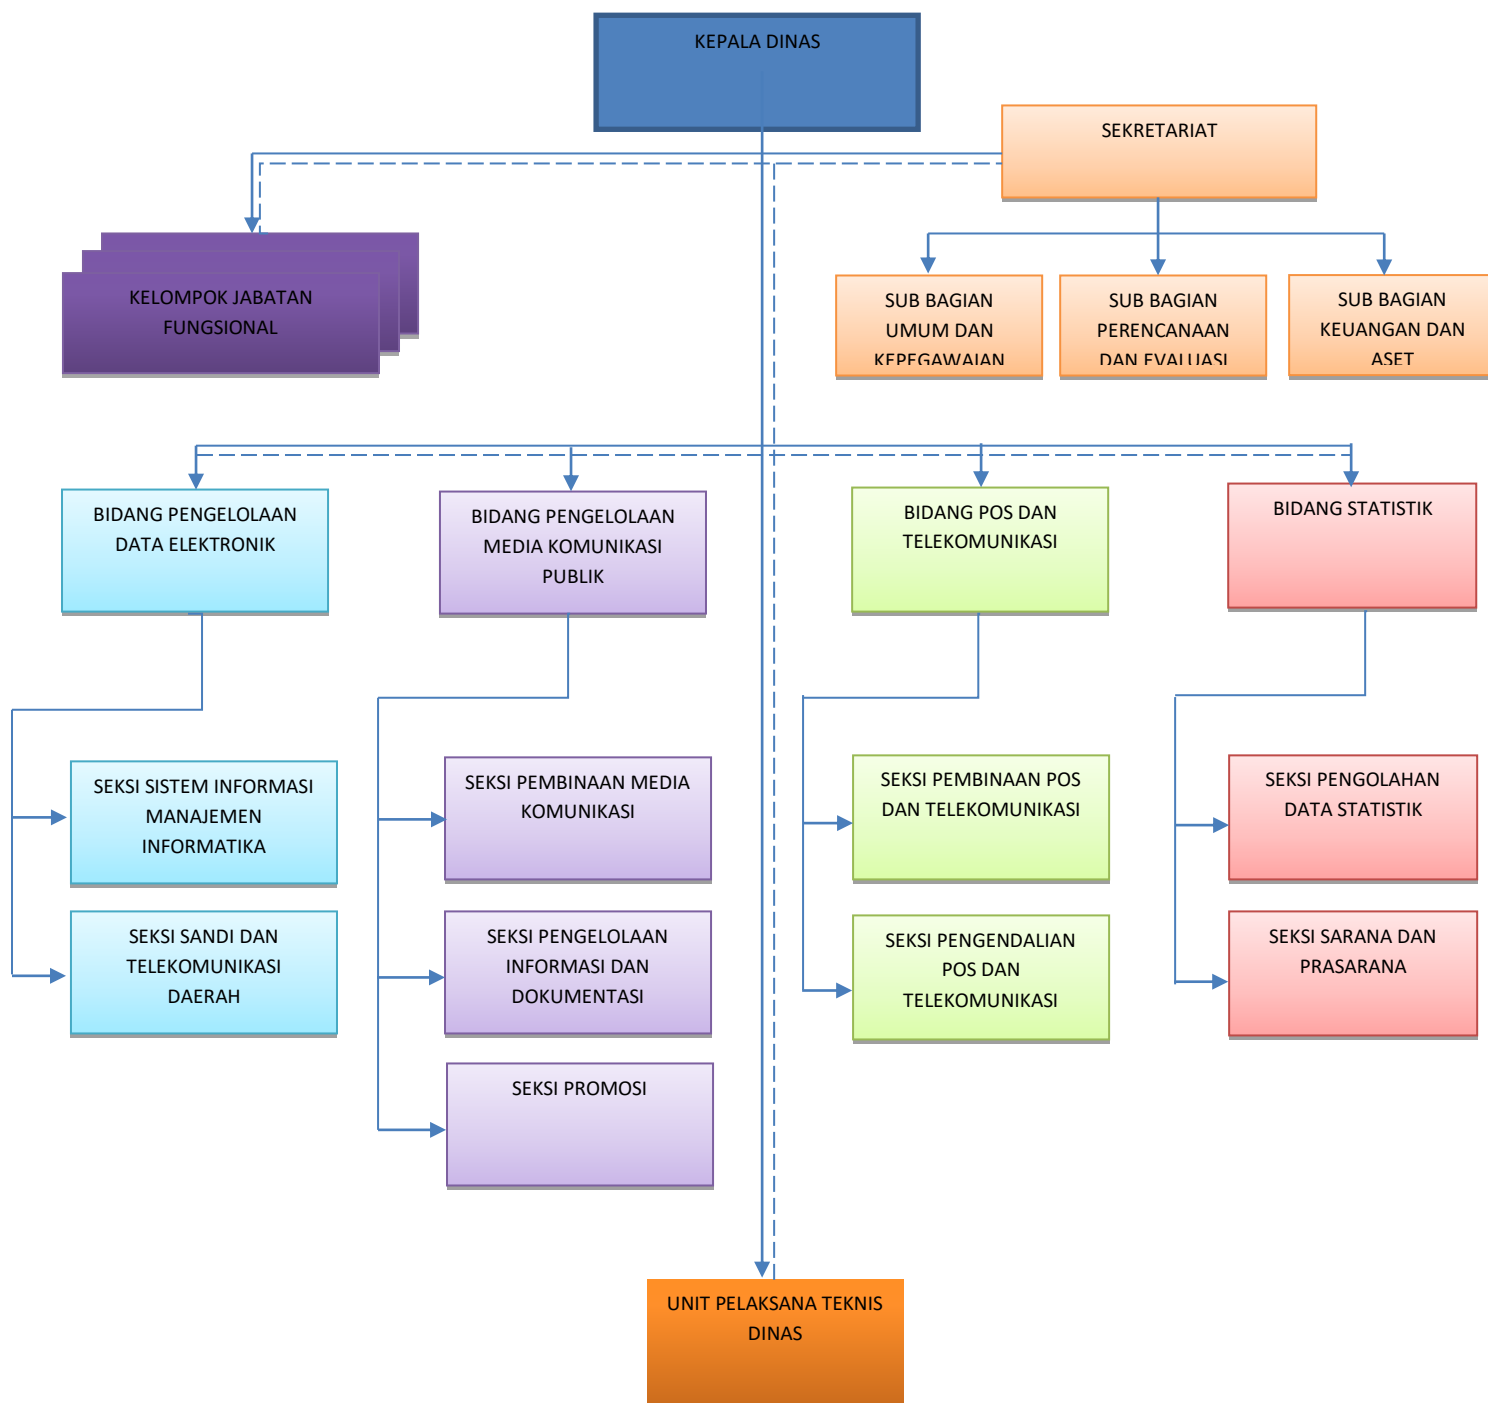 KEPALA DINAS
SEKRETARIAT
KELOMPOK JABATAN
FUNGSIONAL
SUB BAGIAN
UMUM DAN
KEPEGAWAIAN
SUB BAGIAN
PERENCANAAN
DAN EVALUASI
SUB BAGIAN
KEUANGAN DAN
ASET
BIDANG PENGELOLAAN
DATA ELEKTRONIK
BIDANG PENGELOLAAN
MEDIA KOMUNIKASI
PUBLIK
BIDANG POS DAN
TELEKOMUNIKASI
BIDANG STATISTIK
SEKSI SISTEM INFORMASI
MANAJEMEN
INFORMATIKA
SEKSI PEMBINAAN MEDIA
KOMUNIKASI
SEKSI PEMBINAAN POS
DAN TELEKOMUNIKASI
SEKSI PENGOLAHAN
DATA STATISTIK
SEKSI SANDI DAN
TELEKOMUNIKASI
DAERAH
SEKSI PENGELOLAAN
INFORMASI DAN
DOKUMENTASI
SEKSI PENGENDALIAN
POS DAN
TELEKOMUNIKASI
SEKSI SARANA DAN
PRASARANA
SEKSI PROMOSI
UNIT PELAKSANA TEKNIS
DINAS